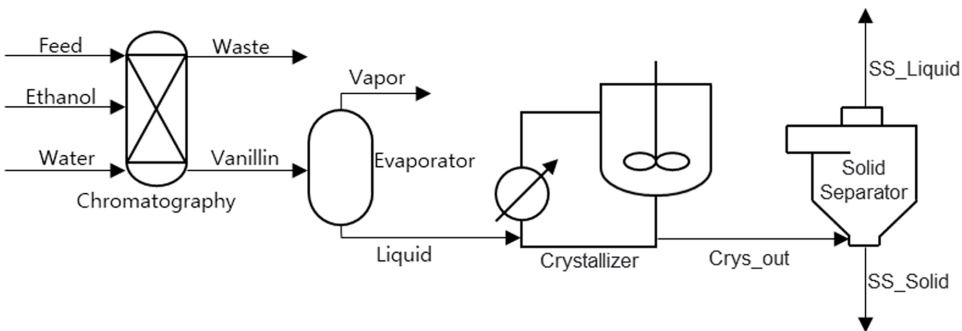 Feed
Waste
Ethanol
Water
Vanillin
Chromatography
Vapor
Evaporator
Liquid
Crystallizer
Crys_out
SS_Liquid
Solid
Separator
SS_Solid